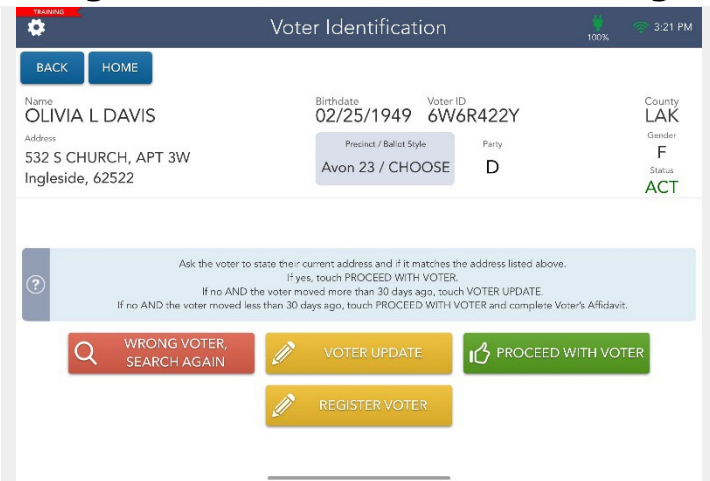 TRAINING
Voter Identification
100%
3:21 PM
BACK
HOME
Name
OLIVIA L DAVIS
Birthdate
02/25/1949
Voter ID
6W6R422Y
County
LAK
Address
532 S CHURCH, APT 3W
Ingleside, 62522
Precinct / Ballot Style
Avon 23 / CHOOSE
Party
D
Gender
F
Status
ACT
?
Ask the voter to state their current address and if it matches the address listed above.
If yes, touch PROCEED WITH VOTER.
If no AND the voter moved more than 30 days ago, touch VOTER UPDATE.
If no AND the voter moved less than 30 days ago, touch PROCEED WITH VOTER and complete Voter's Affidavit.
WRONG VOTER,
SEARCH AGAIN
VOTER UPDATE
PROCEED WITH VOTER
REGISTER VOTER